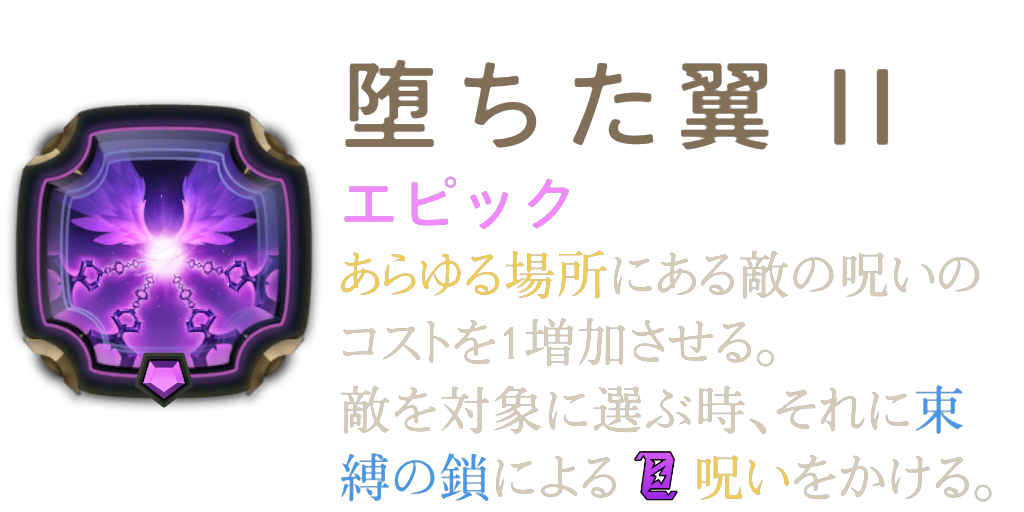 堕ちた翼 II
エピック
あらゆる場所にある敵の呪いの
コストを1増加させる。
敵を対象に選ぶ時、それに束
縛の鎖による 呪いをかける。